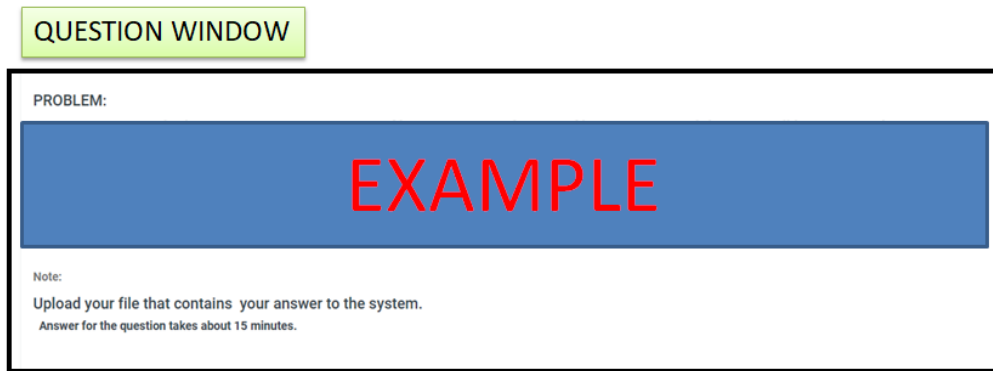 QUESTION WINDOW
PROBLEM:
EXAMPLE
Note:
Upload your file that contains your answer to the system.
Answer for the question takes about 15 minutes.